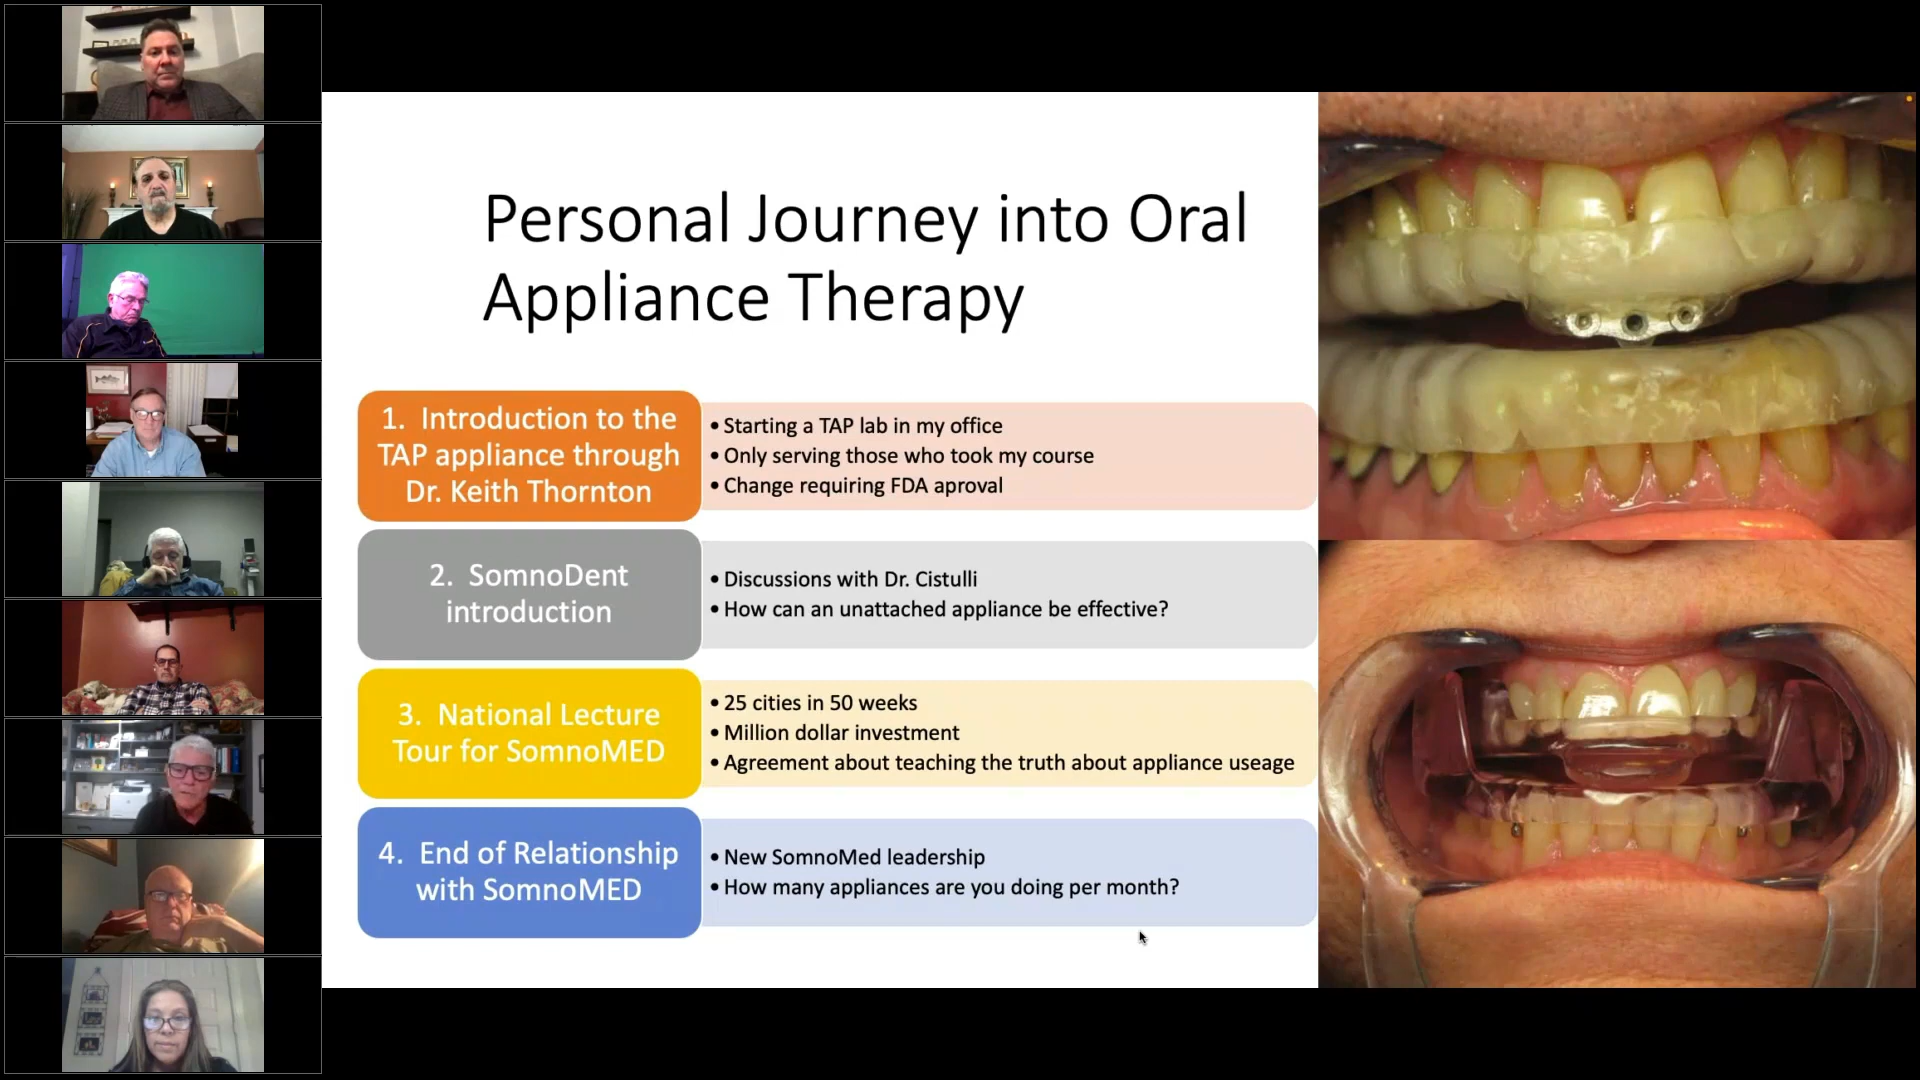 Personal Journey into Oral
Appliance Therapy
1. Introduction to the
TAP appliance through
Dr. Keith Thornton
• Starting a TAP lab in my office
• Only serving those who took my course
• Change requiring FDA aproval
2. SomnoDent
introduction
• Discussions with Dr. Cistulli
• How can an unattached appliance be effective?
3. National Lecture
Tour for SomnoMED
• 25 cities in 50 weeks
• Million dollar investment
• Agreement about teaching the truth about appliance useage
4. End of Relationship
with SomnoMED
• New SomnoMed leadership
• How many appliances are you doing per month?